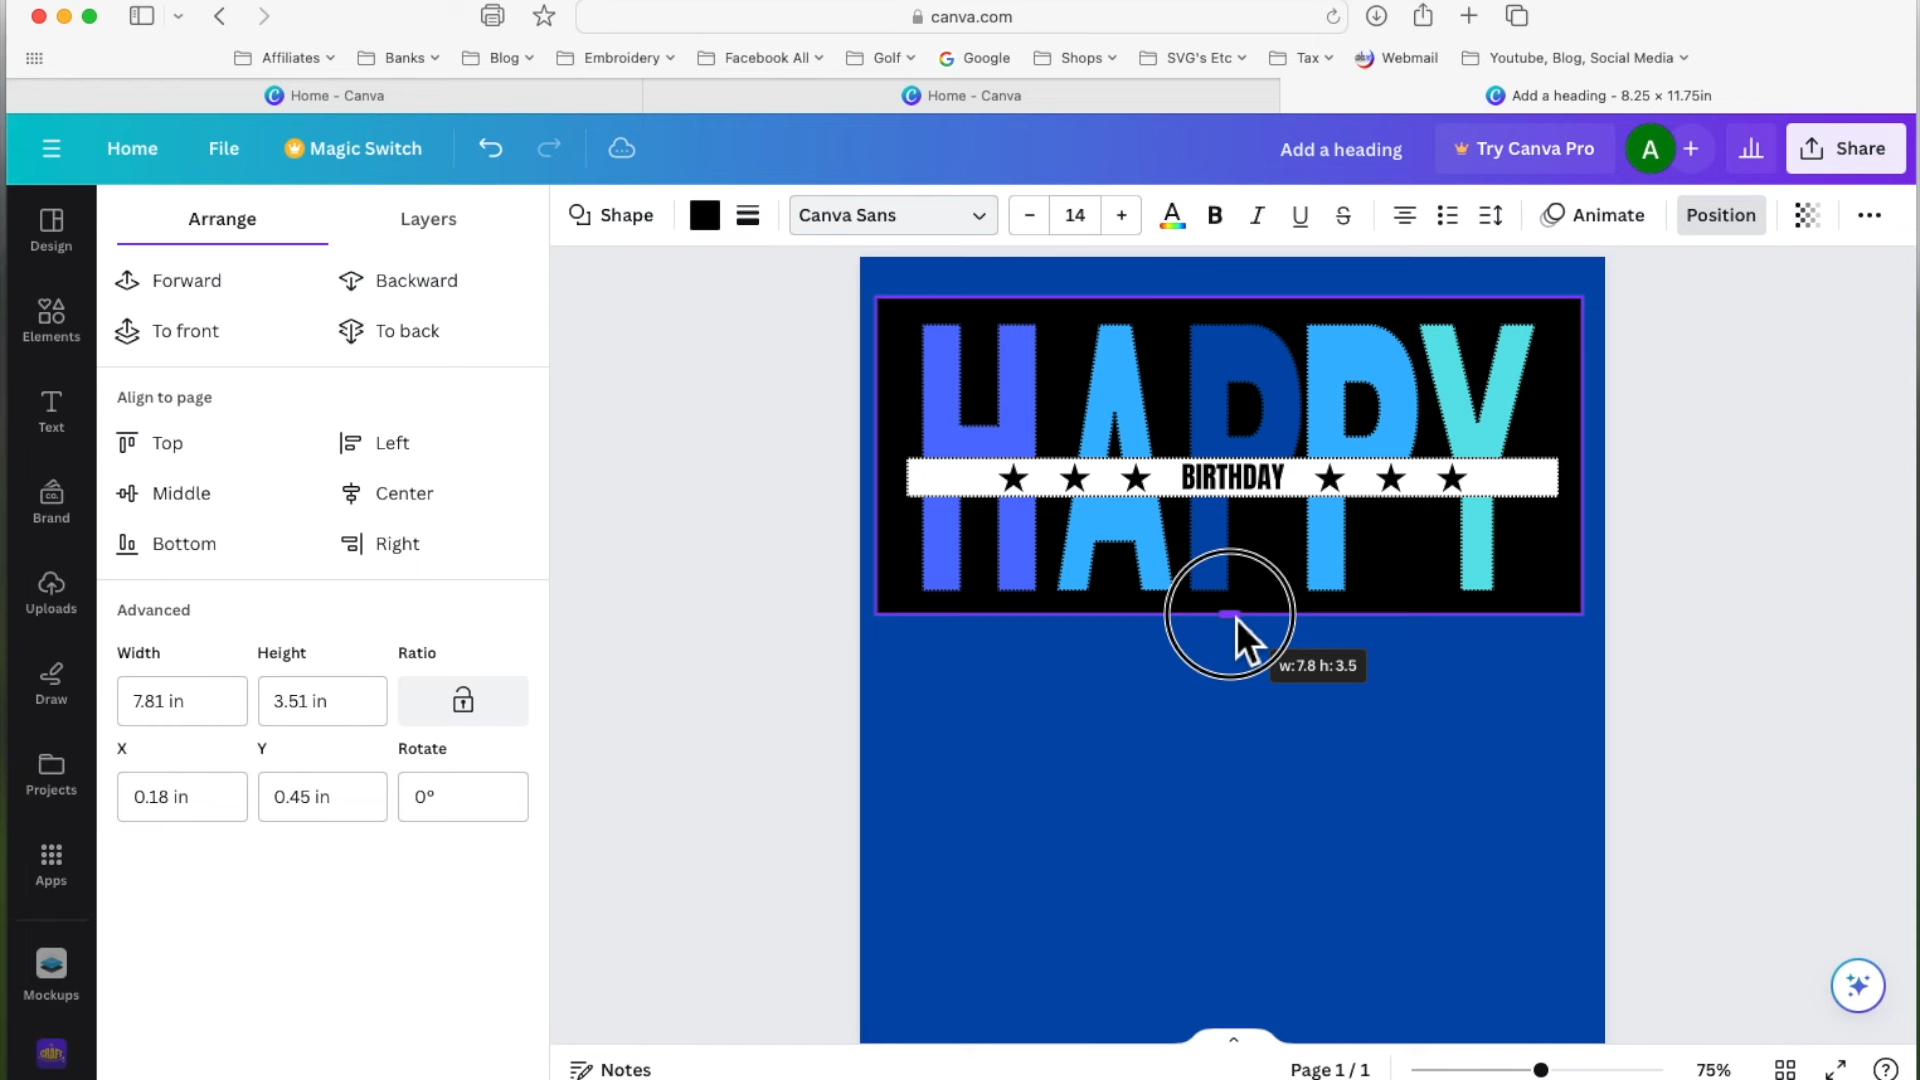 canva.com
Affiliates Banks Blog Embroidery Facebook All Golf Google Shops SVG's Etc Tax Webmail Youtube, Blog, Social Media
Home - Canva Home - Canva Add a heading - 8.25 × 11.75in
Home File Magic Switch Add a heading Try Canva Pro A + Share
Shape Canva Sans - 14 + A B I U S Animate Position
Design
Elements
Text
Brand
Uploads
Draw
Projects
Apps
Mockups
CRAFT
Arrange Layers
Forward Backward
To front To back
Align to page
Top Left
Middle Center
Bottom Right
Advanced
Width Height Ratio
7.81 in 3.51 in
X Y Rotate
0.18 in 0.45 in 0°
HAPPY
BIRTHDAY
w:7.8 h:3.5
Notes Page 1 / 1 75%